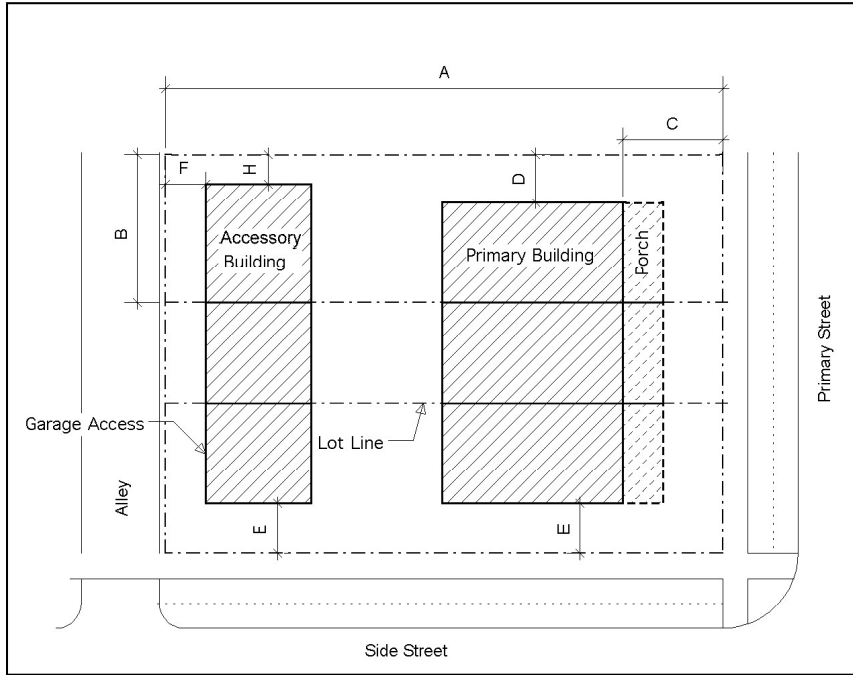 A
C
F
H
D
B
Accessory
Building
Primary Building
Porch
Primary Street
Garage Access
Lot Line
Alley
E
E
Side Street